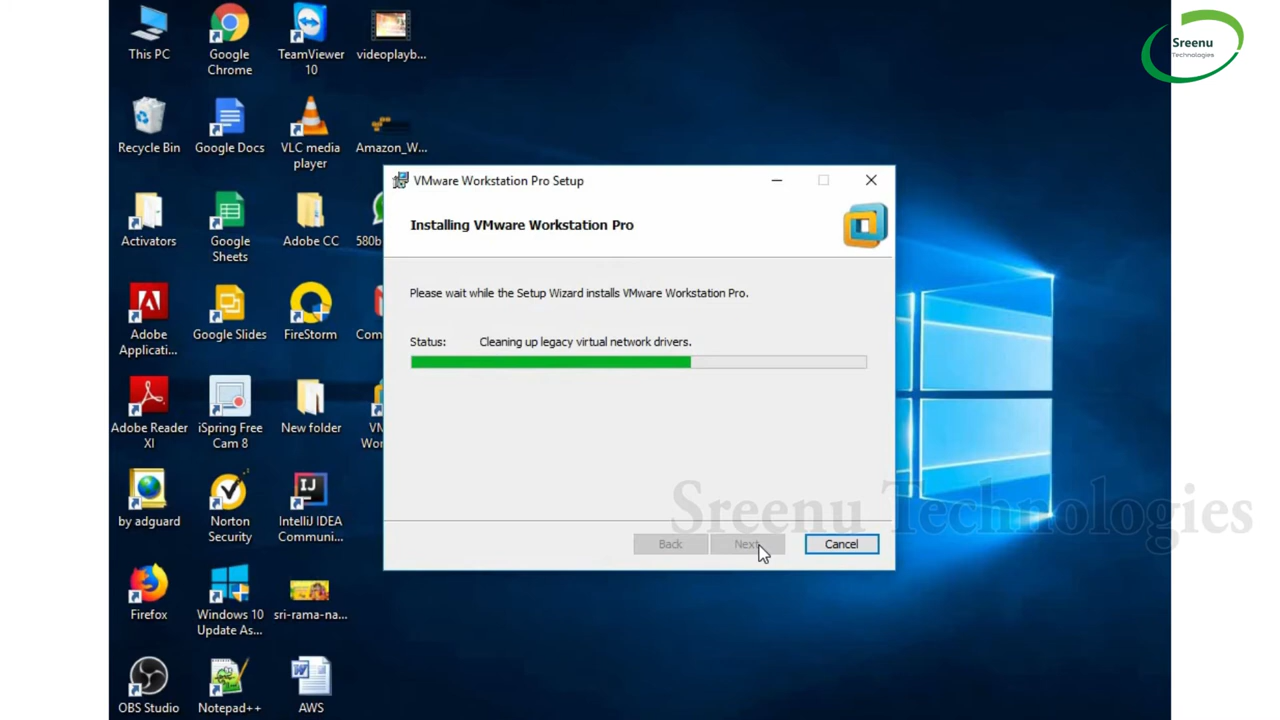 Sreenu
Technologies
This PC
Google
Chrome
TeamViewer
10
videoplayb...
Recycle Bin
Google Docs
VLC media
player
Amazon_W...
Activators
Google
Sheets
Adobe CC
580b
Adobe
Applicati...
Google Slides
FireStorm
Com
Adobe Reader
XI
iSpring Free
Cam 8
New folder
VM
Wo
by adguard
Norton
Security
IntelliJ IDEA
Communi...
Firefox
Windows 10
Update As...
sri-rama-na...
OBS Studio
Notepad++
AWS
VMware Workstation Pro Setup
Installing VMware Workstation Pro
Please wait while the Setup Wizard installs VMware Workstation Pro.
Status: Cleaning up legacy virtual network drivers.
Back Next Cancel
Sreenu Technologies